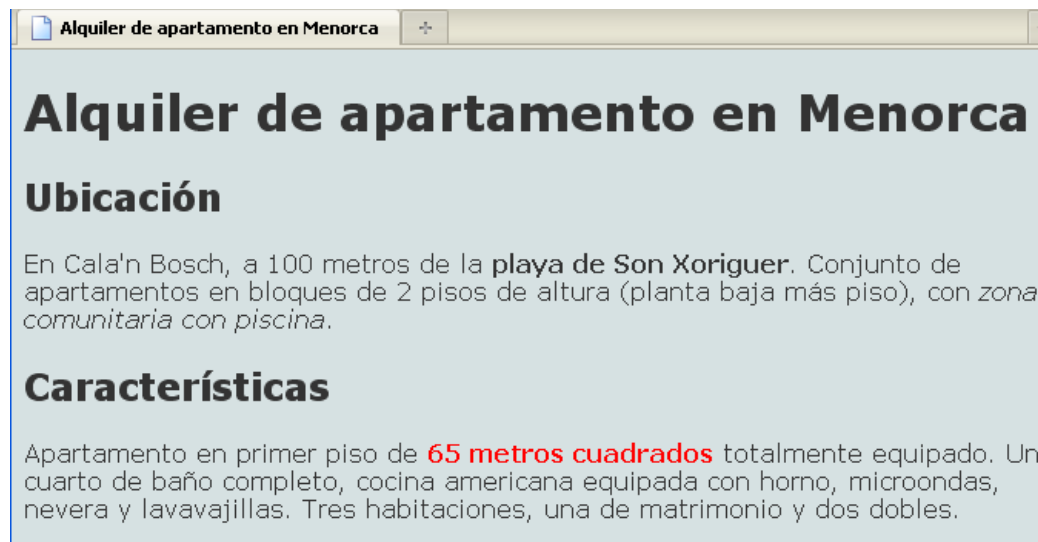 Alquiler de apartamento en Menorca
Alquiler de apartamento en Menorca
Ubicación
En Cala'n Bosch, a 100 metros de la playa de Son Xoriguer. Conjunto de
apartamentos en bloques de 2 pisos de altura (planta baja más piso), con zona
comunitaria con piscina.
Características
Apartamento en primer piso de 65 metros cuadrados totalmente equipado. Un
cuarto de baño completo, cocina americana equipada con horno, microondas,
nevera y lavavajillas. Tres habitaciones, una de matrimonio y dos dobles.